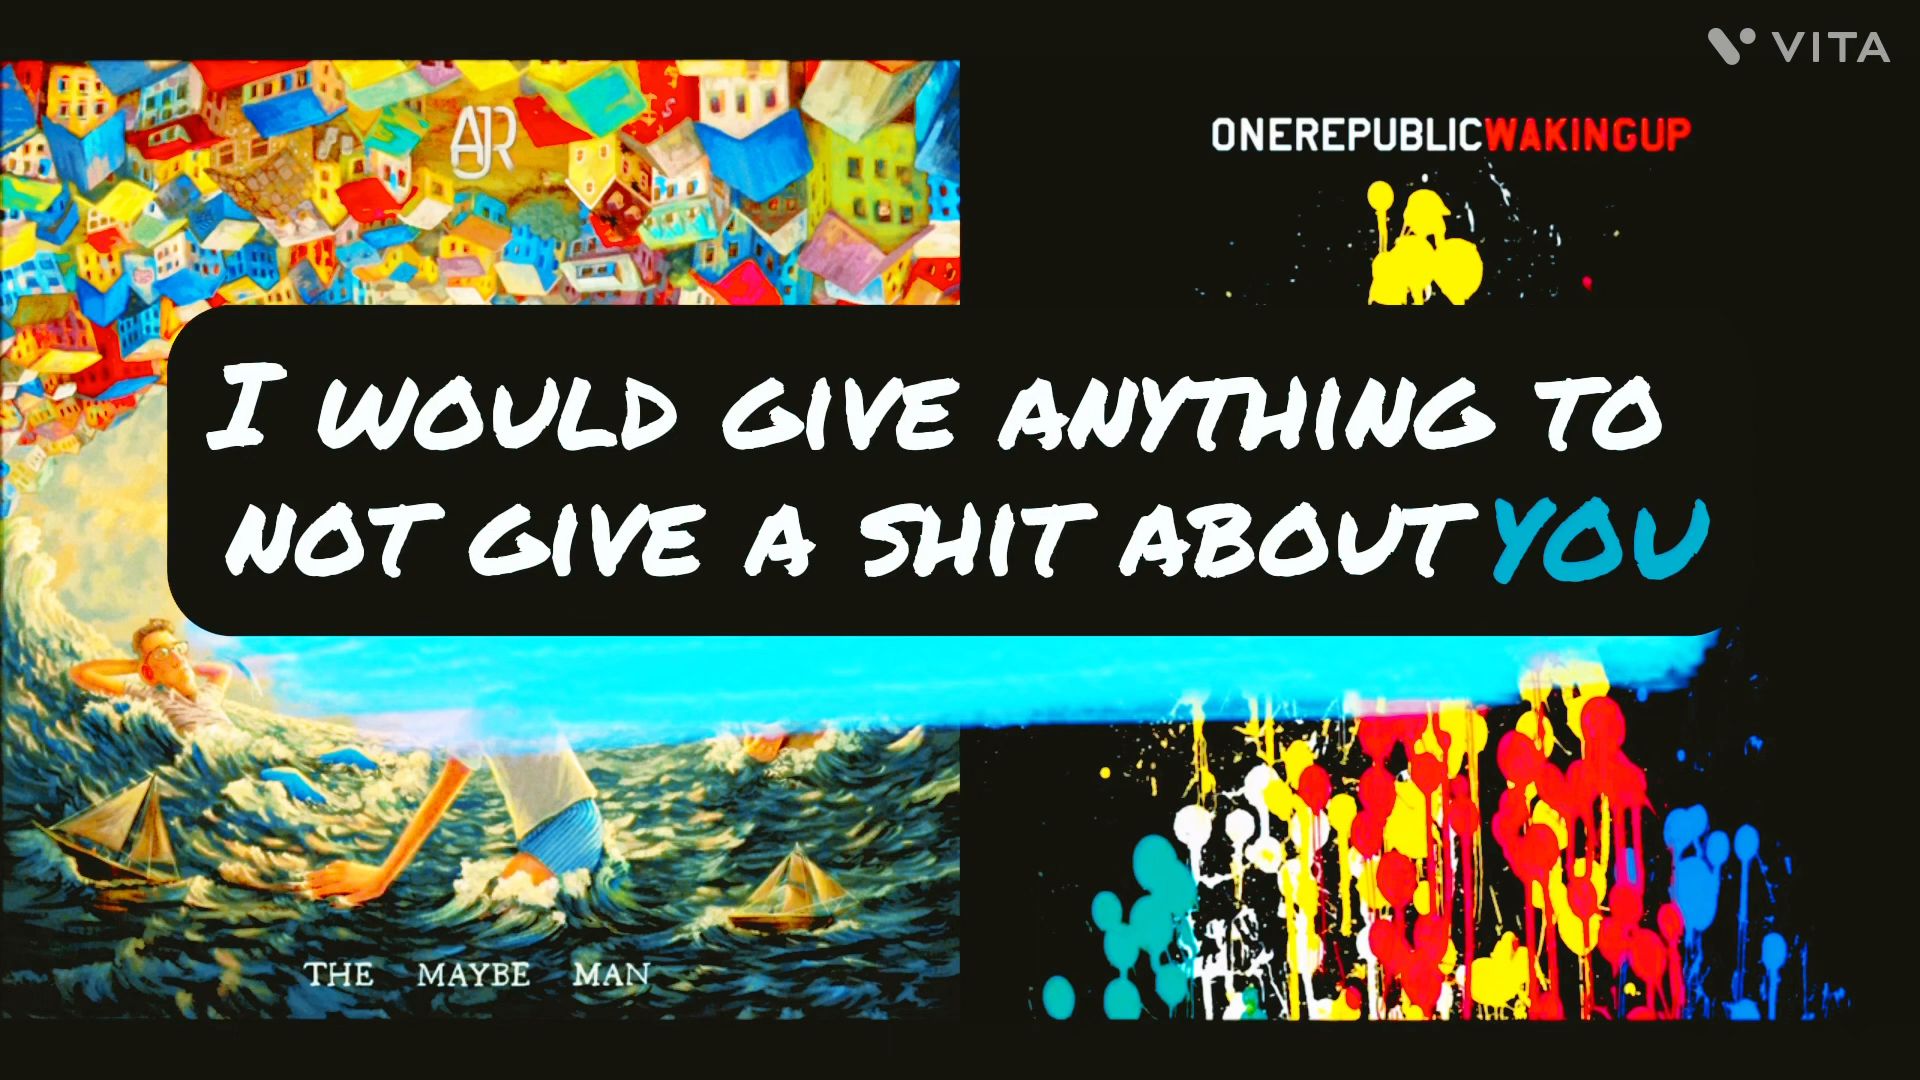 VITA
AJR
ONEREPUBLICWAKINGUP
I WOULD GIVE ANYTHING TO
NOT GIVE A SHIT ABOUT YOU
THE MAYBE MAN